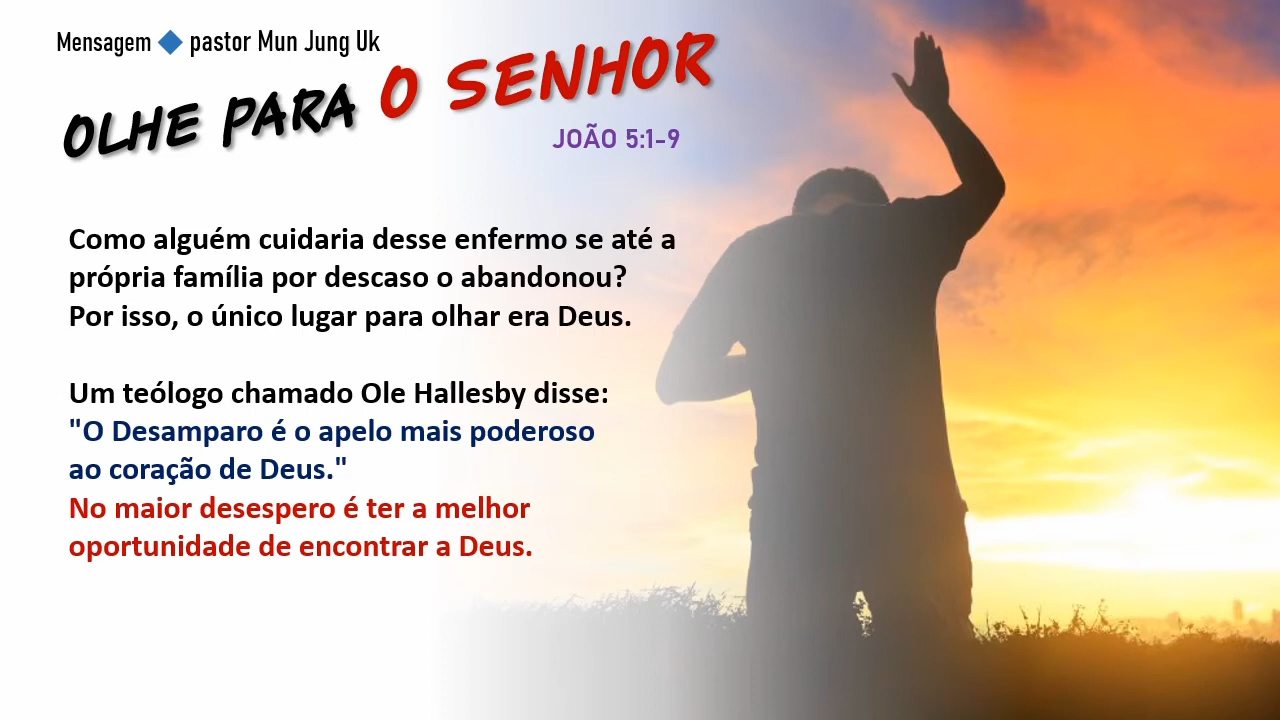 Mensagem ◆ pastor Mun Jung Uk
OLHE PARA O SENHOR
JOÃO 5:1-9
Como alguém cuidaria desse enfermo se até a
própria família por descaso o abandonou?
Por isso, o único lugar para olhar era Deus.
Um teólogo chamado Ole Hallesby disse:
"O Desamparo é o apelo mais poderoso
ao coração de Deus."
No maior desespero é ter a melhor
oportunidade de encontrar a Deus.